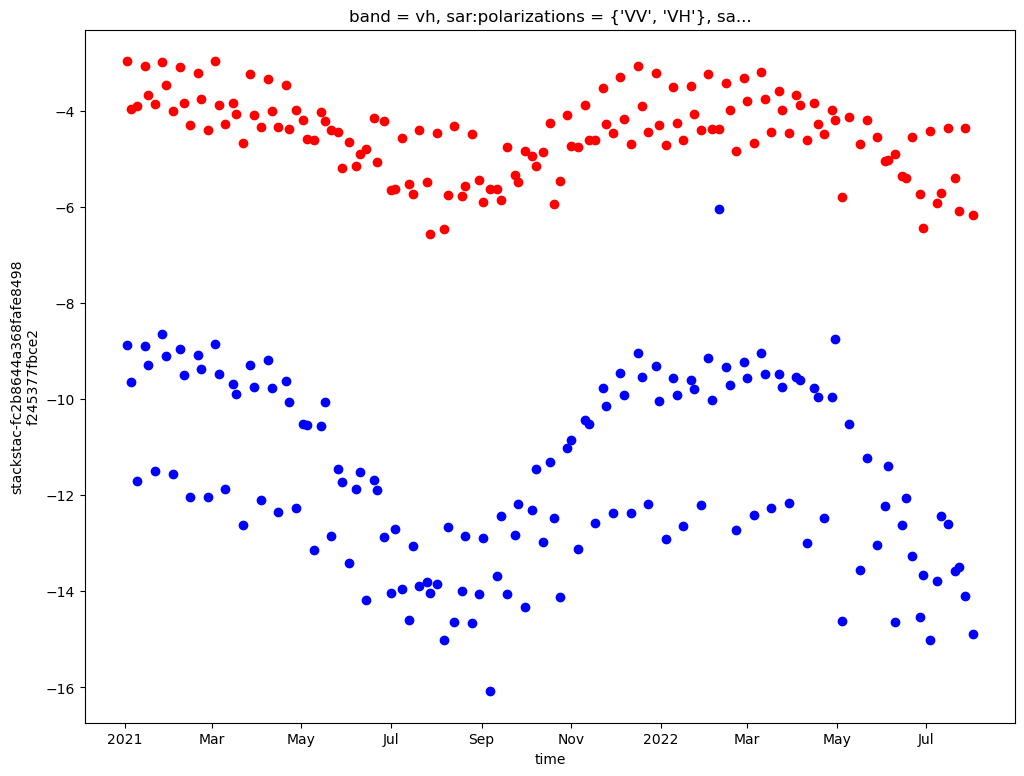 band = vh, sar:polarizations = {'VV', 'VH'}, sa...
−4
−6
−8
−10
−12
−14
−16
stackstac-fc2b8644a368fafe8498
f245377fbce2
2021
Mar
May
Jul
Sep
Nov
2022
Mar
May
Jul
time